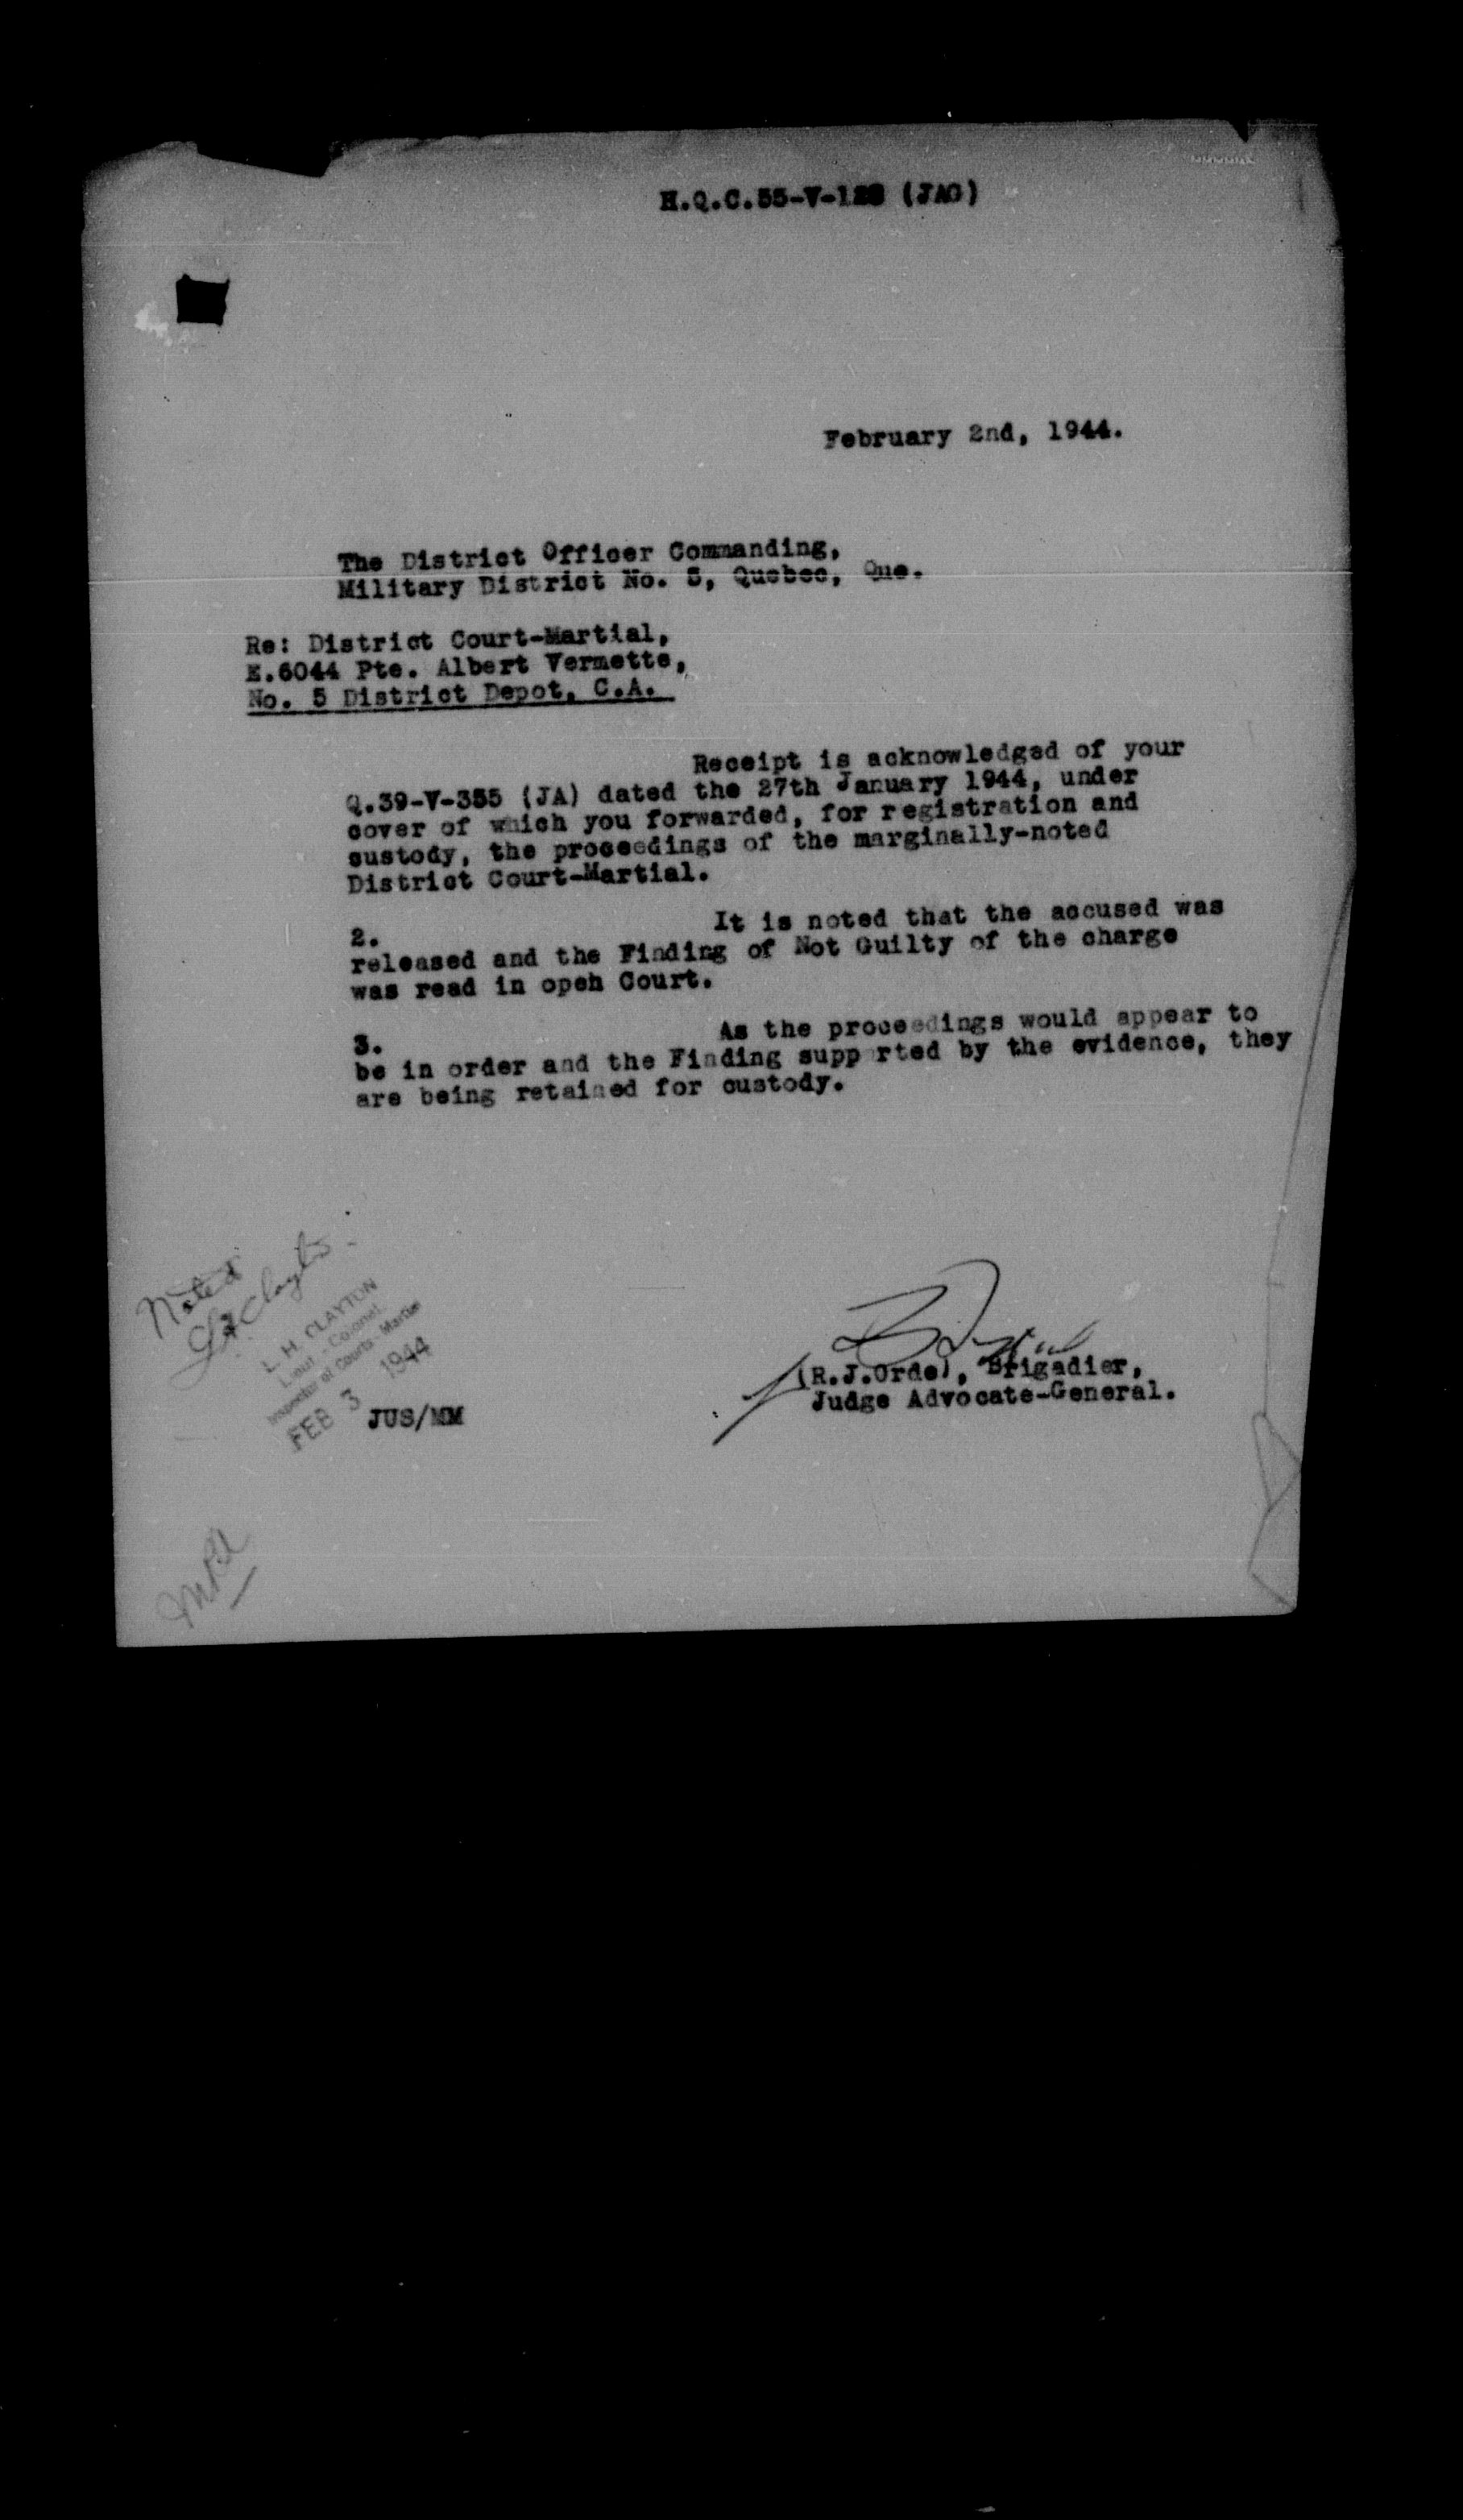 H.Q.C.55-V-128 (JAG)
February 2nd, 1944.
The District Officer Commanding,
Military District No. 5, Quebec, Que.
Re: District Court-Martial,
E.6044 Pte. Albert Vermette,
No. 5 District Depot, C.A.
Receipt is acknowledged of your
Q.39-V-355 (JA) dated the 27th January 1944, under
cover of which you forwarded, for registration and
custody, the proceedings of the marginally-noted
District Court-Martial.
2. It is noted that the accused was
released and the Finding of Not Guilty of the charge
was read in open Court.
3. As the proceedings would appear to
be in order and the Finding supp rted by the evidence, they
are being retained for custody.
Noted
LHClayton
L. H. CLAYTON
Lieut.-Colonel
Inspector of Courts-Martial
FEB 3 1944
JUS/MM
(R.J.Orde), Brigadier,
Judge Advocate-General.